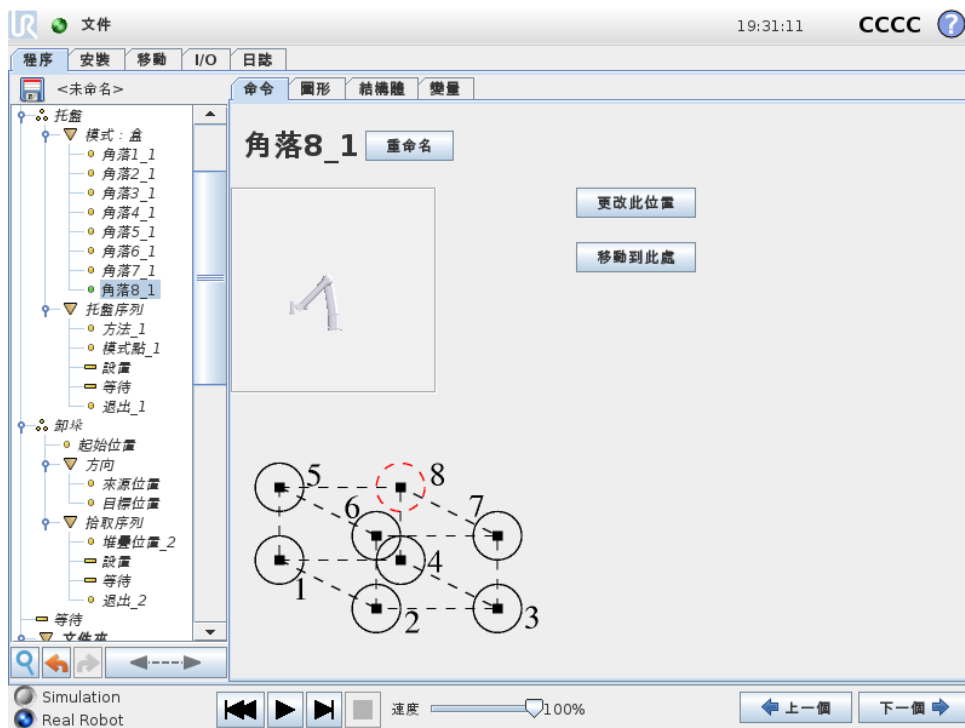 UR 文件 19:31:11 CCCC ?
程序 安裝 移動 I/O 日誌
<未命名> 命令 圖形 結構體 變量
托盤
模式：盒
角落1_1
角落2_1
角落3_1
角落4_1
角落5_1
角落6_1
角落7_1
角落8_1
托盤序列
方法_1
模式點_1
設置
等待
退出_1
卸垛
起始位置
方向
來源位置
目標位置
拾取序列
堆疊位置_2
設置
等待
退出_2
等待
文件夾
角落8_1 重命名
更改此位置
移動到此處
5 8
6 7
1 4
2 3
Simulation
Real Robot
速度 100%
上一個 下一個